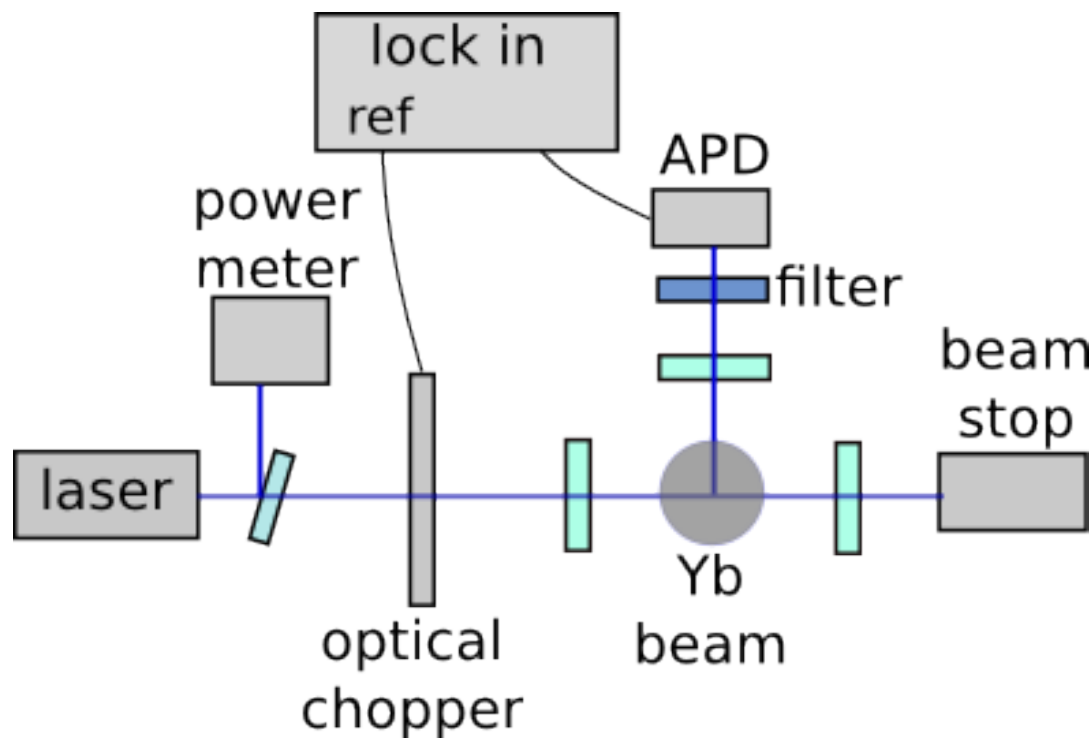 lock in
ref
APD
power
meter
filter
beam
stop
laser
Yb
beam
optical
chopper